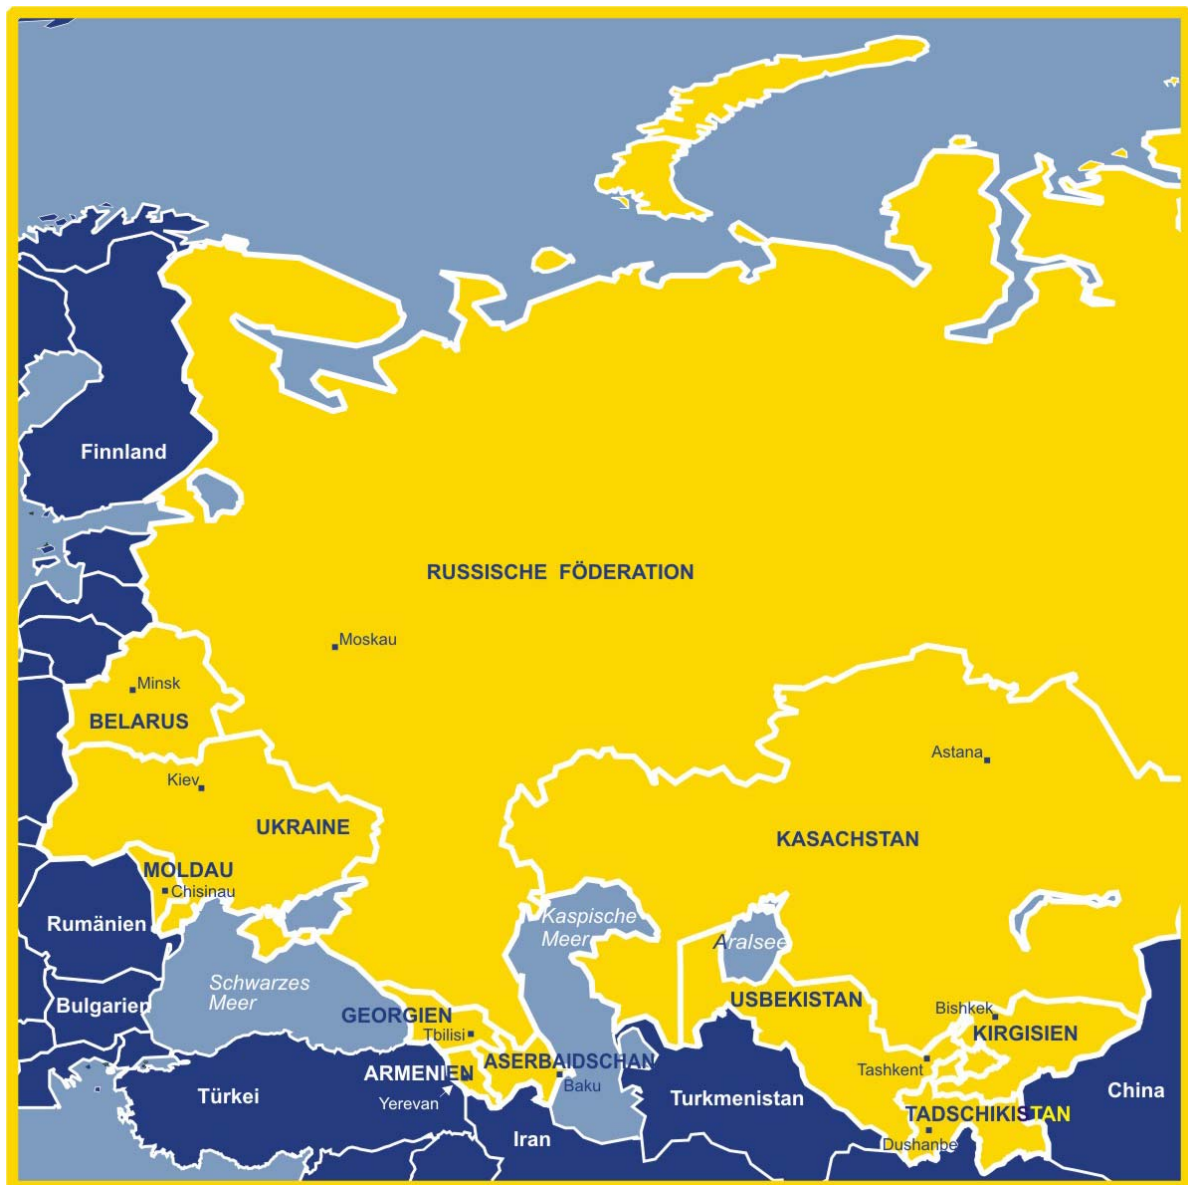 Finnland
RUSSISCHE FÖDERATION
Moskau
Minsk
BELARUS
Astana
Kiev
UKRAINE
KASACHSTAN
MOLDAU
Chisinau
Rumänien
Kaspische
Meer
Aralsee
Schwarzes
Meer
Bulgarien
USBEKISTAN
GEORGIEN
Bishkek
Tbilisi
KIRGISIEN
ASERBAIDSCHAN
Tashkent
ARMENIEN
Baku
Türkei
Yerevan
Turkmenistan
China
TADSCHIKISTAN
Iran
Dushanbe